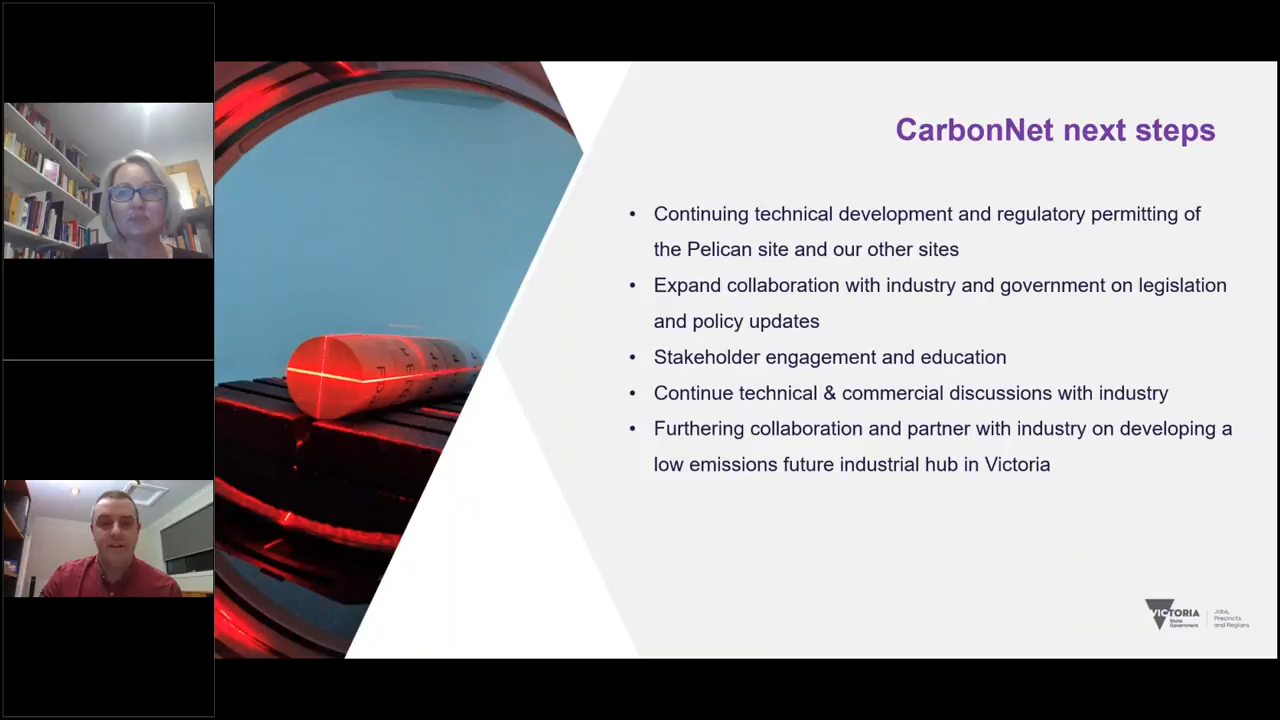 CarbonNet next steps
• Continuing technical development and regulatory permitting of
the Pelican site and our other sites
• Expand collaboration with industry and government on legislation
and policy updates
• Stakeholder engagement and education
• Continue technical & commercial discussions with industry
• Furthering collaboration and partner with industry on developing a
low emissions future industrial hub in Victoria
VICTORIA
State
Government
Jobs,
Precincts
and Regions